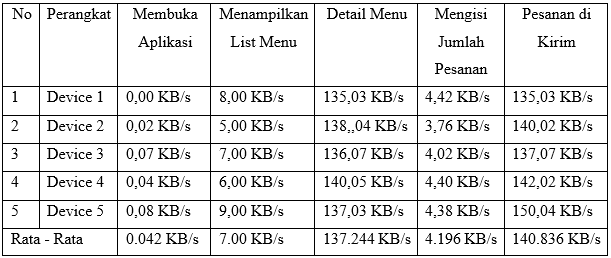 No Perangkat Membuka Aplikasi Menampilkan List Menu Detail Menu Mengisi Jumlah Pesanan Pesanan di Kirim
1 Device 1 0,00 KB/s 8,00 KB/s 135,03 KB/s 4,42 KB/s 135,03 KB/s
2 Device 2 0,02 KB/s 5,00 KB/s 138,,04 KB/s 3,76 KB/s 140,02 KB/s
3 Device 3 0,07 KB/s 7,00 KB/s 136,07 KB/s 4,02 KB/s 137,07 KB/s
4 Device 4 0,04 KB/s 6,00 KB/s 140,05 KB/s 4,40 KB/s 142,02 KB/s
5 Device 5 0,08 KB/s 9,00 KB/s 137,03 KB/s 4,38 KB/s 150,04 KB/s
Rata - Rata 0.042 KB/s 7.00 KB/s 137.244 KB/s 4.196 KB/s 140.836 KB/s